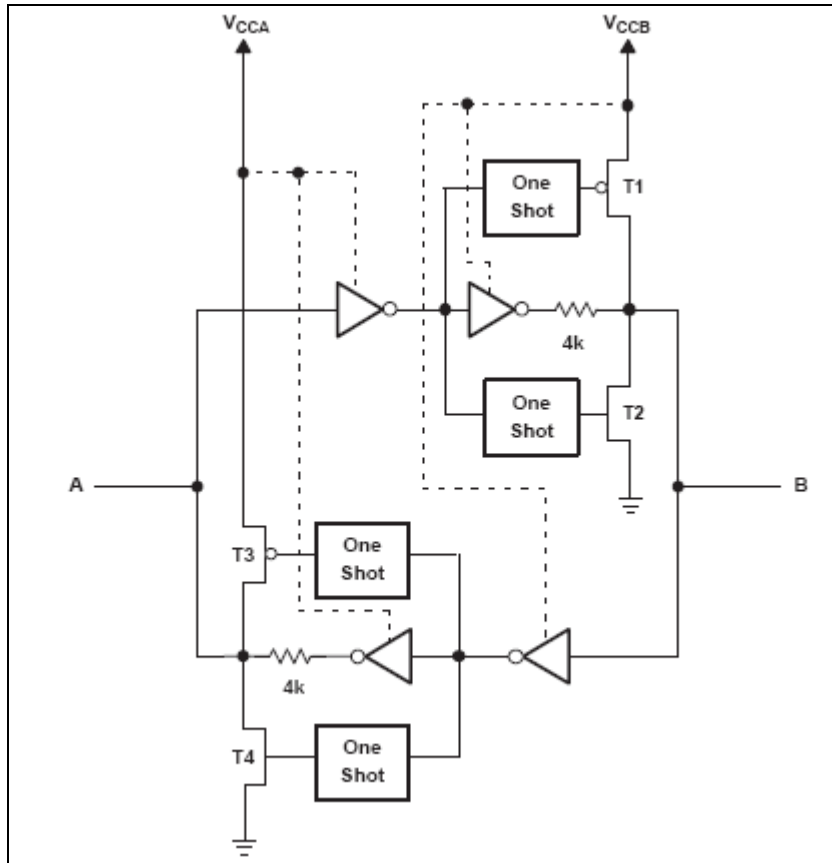 VCCA
VCCB
One
Shot
T1
4k
One
Shot
T2
A
B
T3
One
Shot
4k
T4
One
Shot